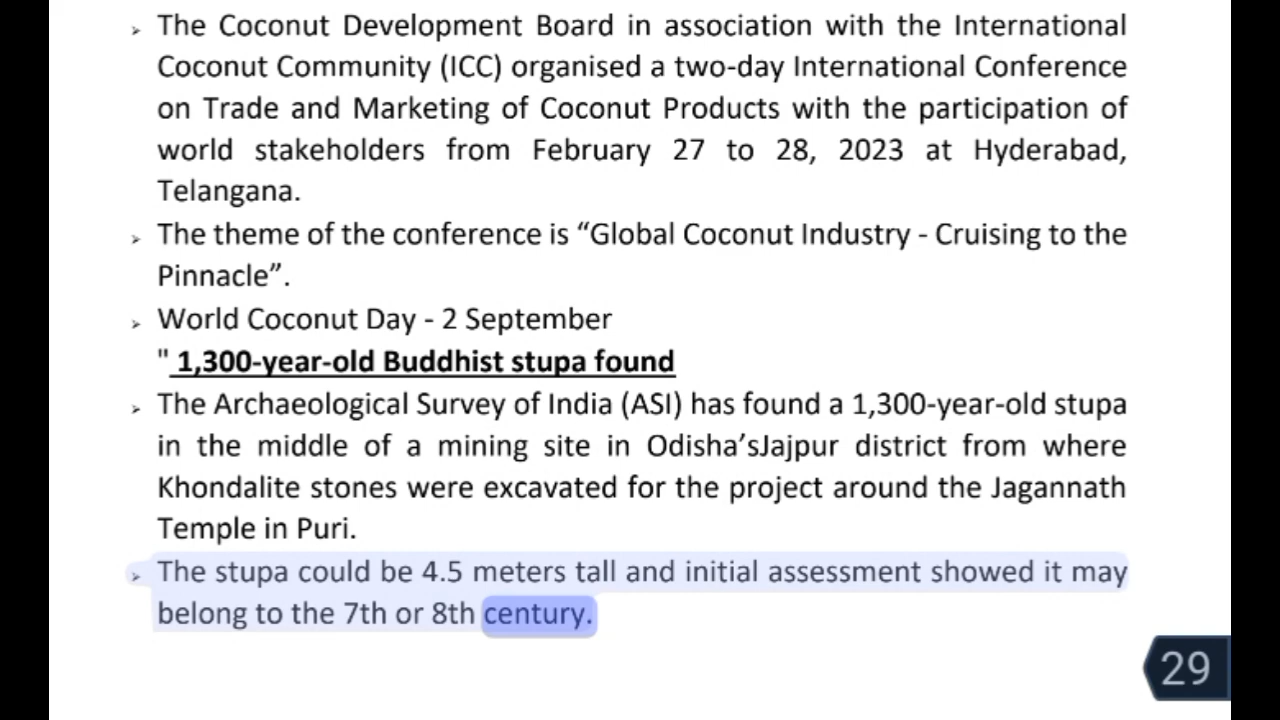 ➢ The Coconut Development Board in association with the International
Coconut Community (ICC) organised a two-day International Conference
on Trade and Marketing of Coconut Products with the participation of
world stakeholders from February 27 to 28, 2023 at Hyderabad,
Telangana.
➢ The theme of the conference is “Global Coconut Industry - Cruising to the
Pinnacle”.
➢ World Coconut Day - 2 September
" 1,300-year-old Buddhist stupa found
➢ The Archaeological Survey of India (ASI) has found a 1,300-year-old stupa
in the middle of a mining site in Odisha’sJajpur district from where
Khondalite stones were excavated for the project around the Jagannath
Temple in Puri.
➢ The stupa could be 4.5 meters tall and initial assessment showed it may
belong to the 7th or 8th century.
29